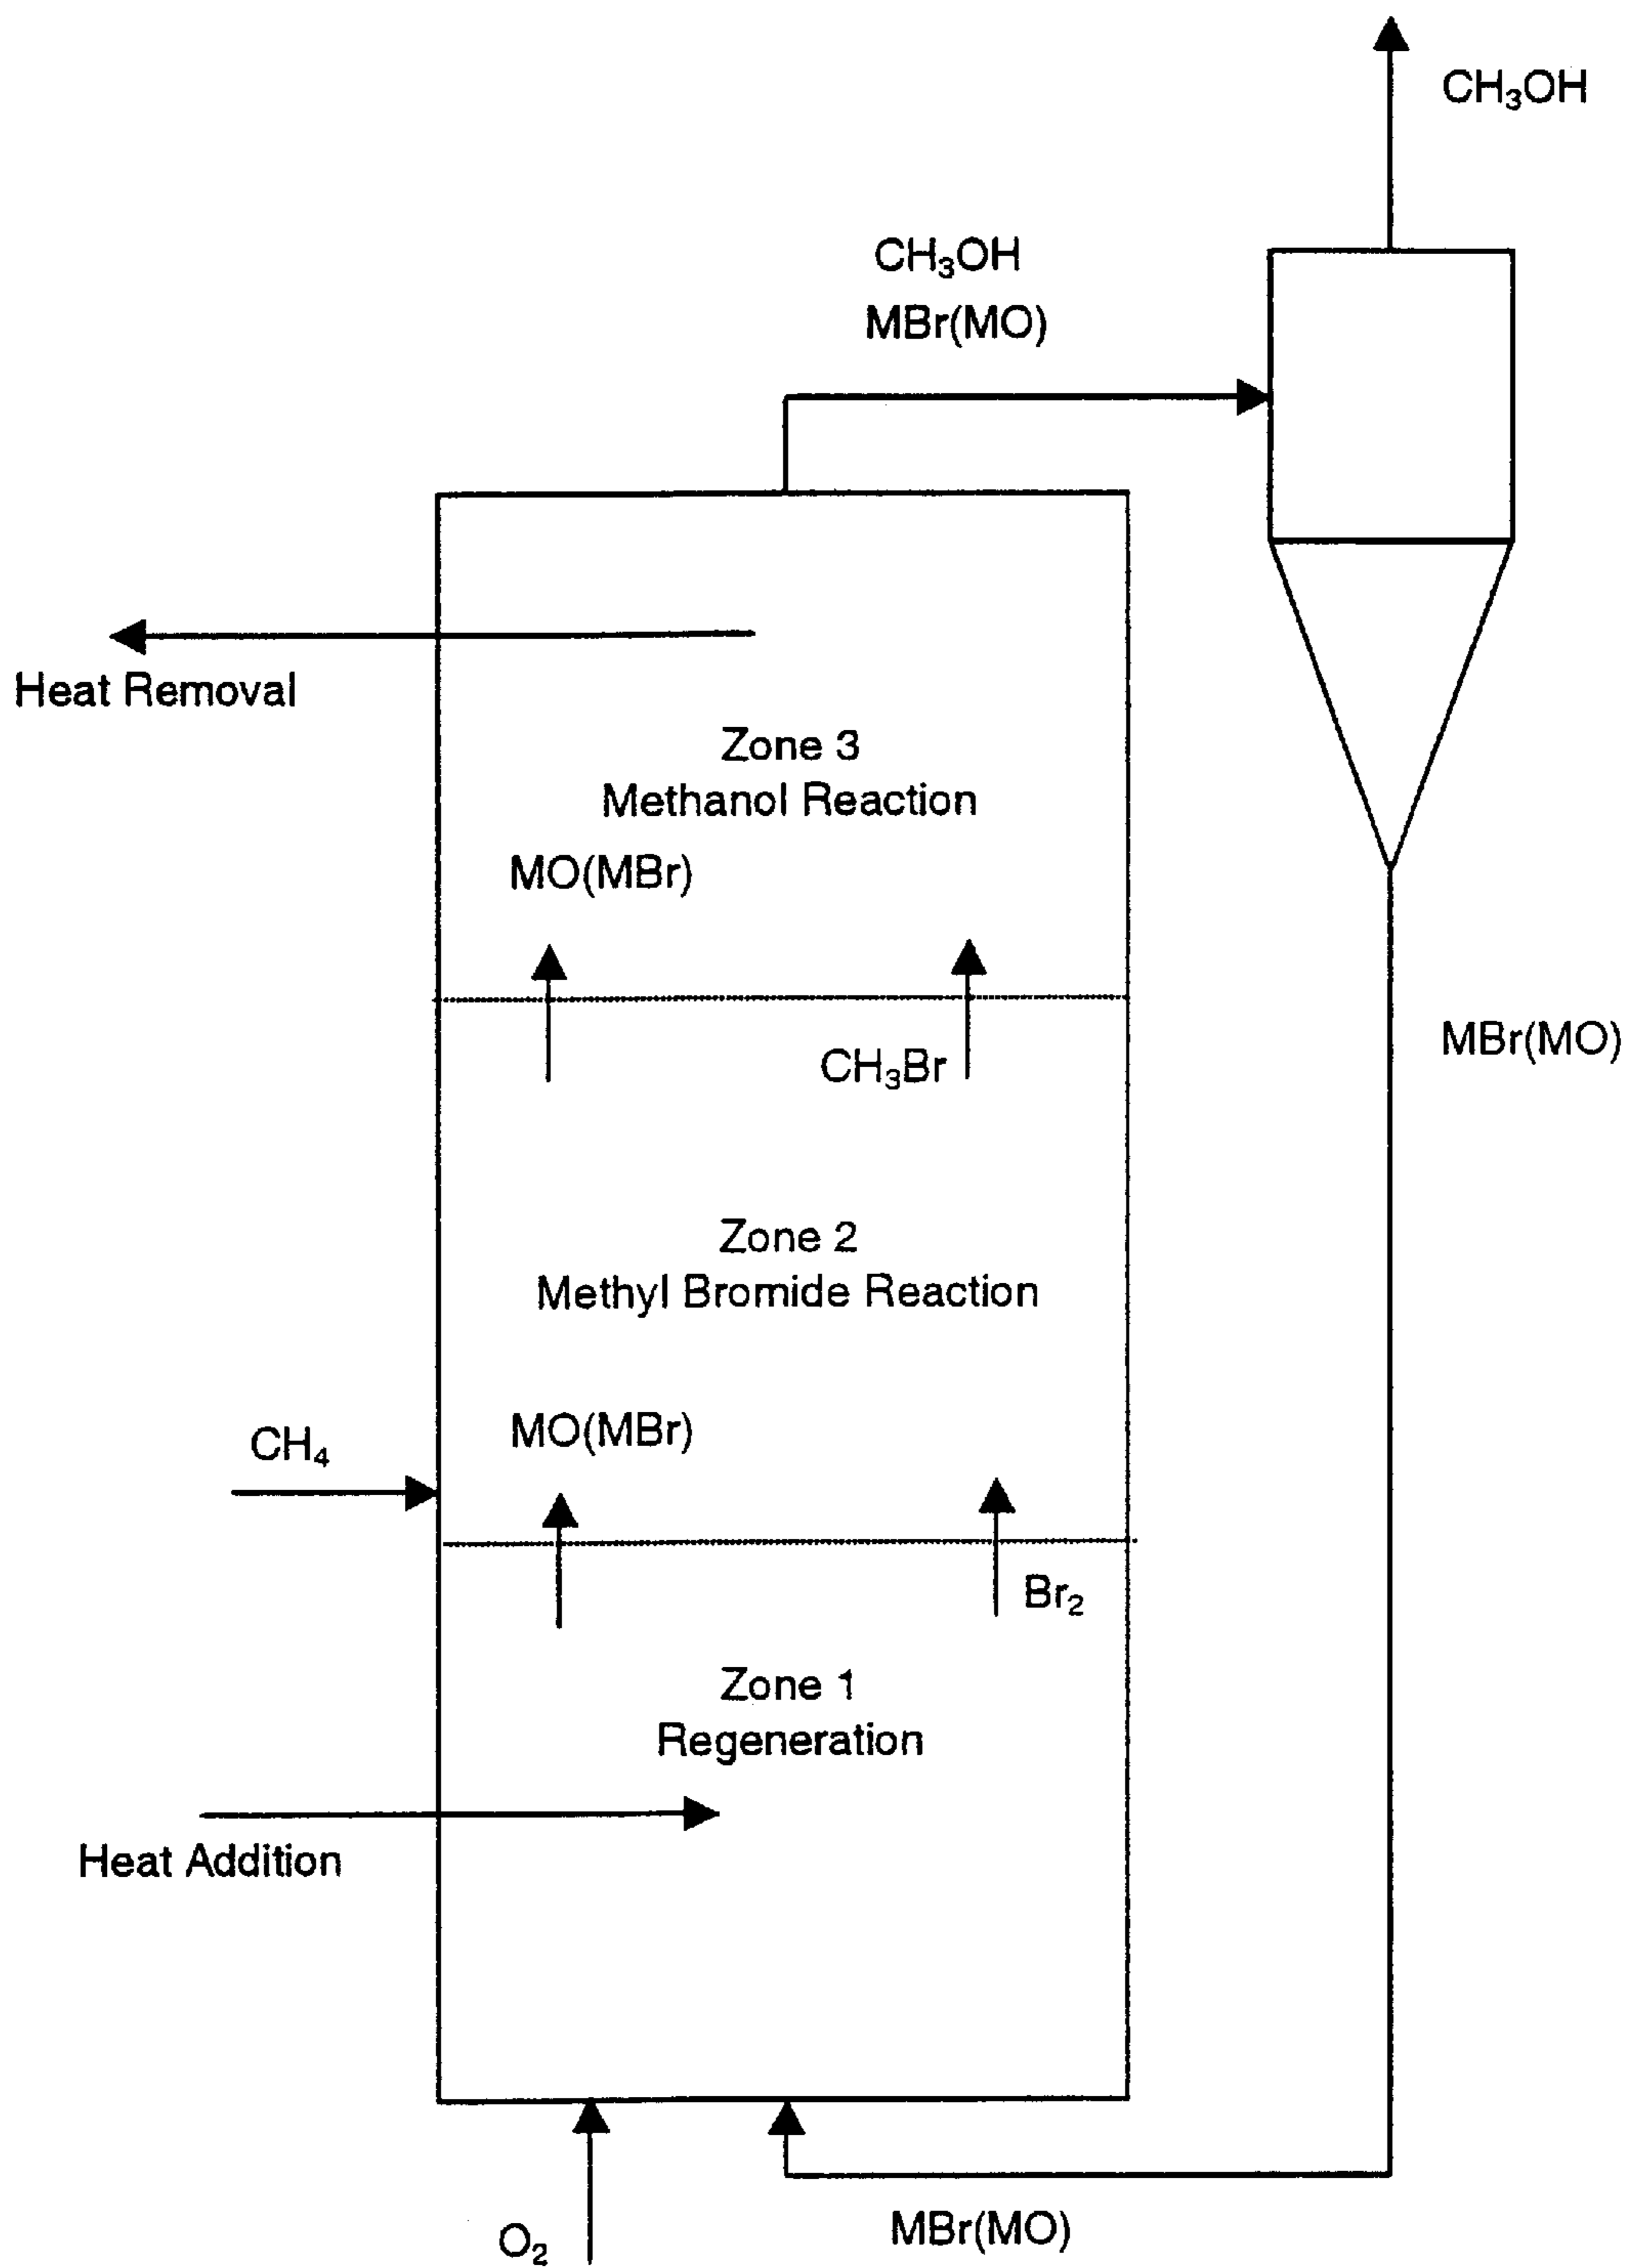 CH₃OH
CH₃OH
MBr(MO)
Heat Removal
Zone 3
Methanol Reaction
MO(MBr)
CH₃Br
MBr(MO)
Zone 2
Methyl Bromide Reaction
MO(MBr)
CH₄
Br₂
Zone 1
Regeneration
Heat Addition
O₂
MBr(MO)